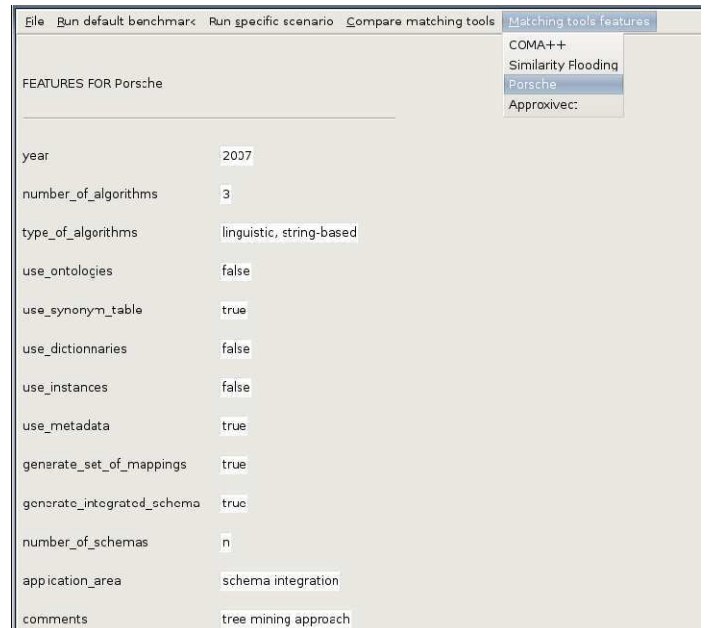 File Run default benchmark Run specific scenario Compare matching tools Matching tools features
COMA++
Similarity Flooding
Porsche
Approxivect
FEATURES FOR Porsche
year 2007
number_of_algorithms 3
type_of_algorithms linguistic, string-based
use_ontologies false
use_synonym_table true
use_dictionnaries false
use_instances false
use_metadata true
generate_set_of_mappings true
generate_integrated_schema true
number_of_schemas n
application_area schema integration
comments tree mining approach